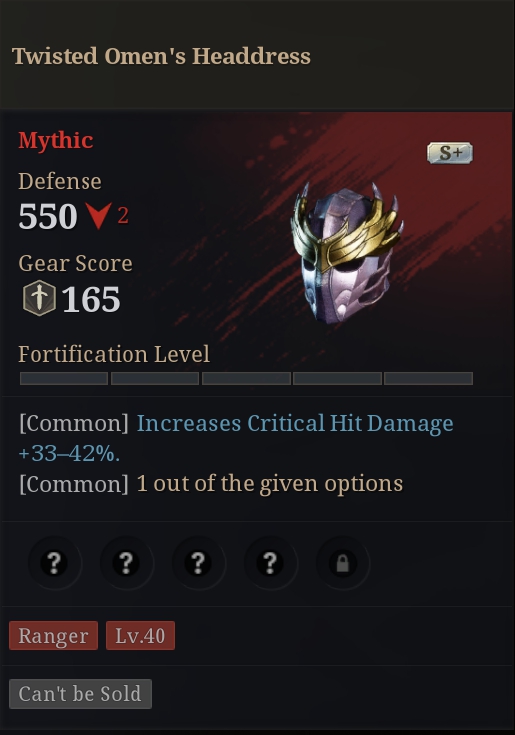 Twisted Omen's Headdress
Mythic
S+
Defense
550 2
Gear Score
165
Fortification Level
[Common] Increases Critical Hit Damage
+33–42%.
[Common] 1 out of the given options
? ? ? ?
Ranger Lv.40
Can't be Sold